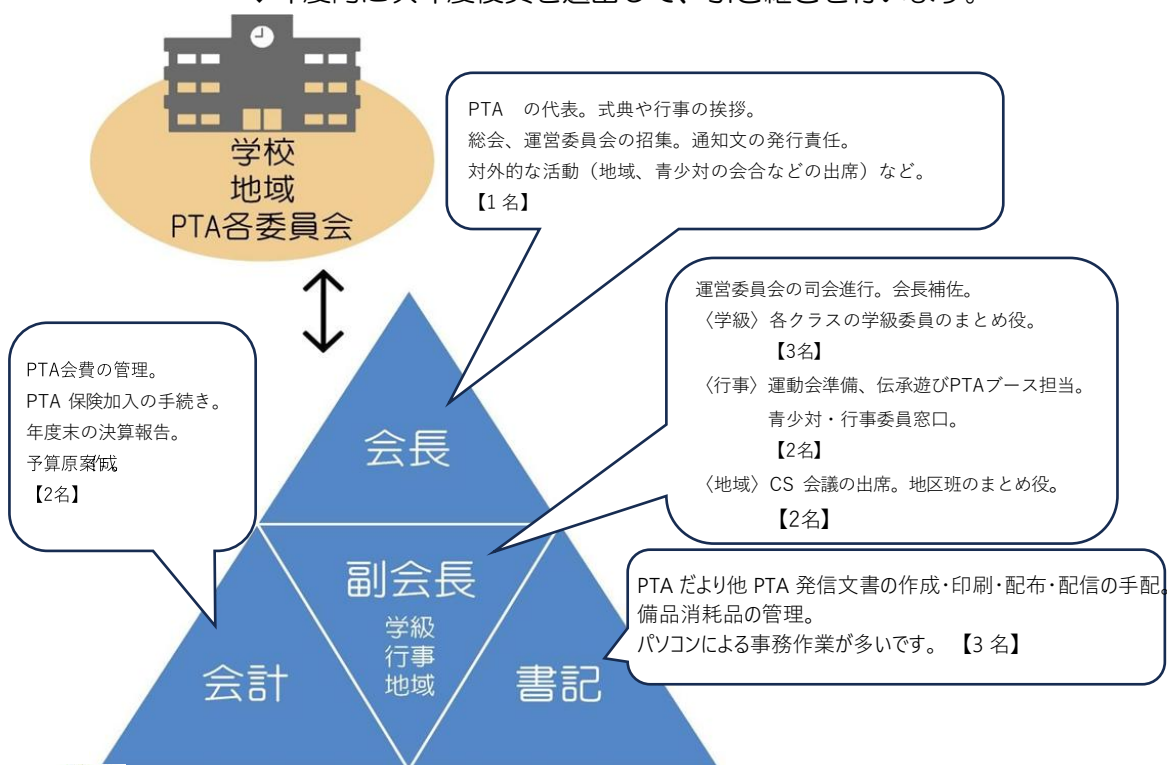 学校
地域
PTA各委員会
PTA の代表。式典や行事の挨拶。
総会、運営委員会の招集。通知文の発行責任。
対外的な活動（地域、青少対の会合などの出席）など。
【1 名】
運営委員会の司会進行。会長補佐。
〈学級〉各クラスの学級委員のまとめ役。
【3名】
〈行事〉運動会準備、伝承遊びPTAブース担当。
青少対・行事委員窓口。
【2名】
〈地域〉CS 会議の出席。地区班のまとめ役。
【2名】
PTA会費の管理。
PTA 保険加入の手続き。
年度末の決算報告。
予算原案作成
【2名】
会長
副会長
学級
行事
地域
会計
書記
PTA だより他 PTA 発信文書の作成・印刷・配布・配信の手配。
備品消耗品の管理。
パソコンによる事務作業が多いです。 【3 名】